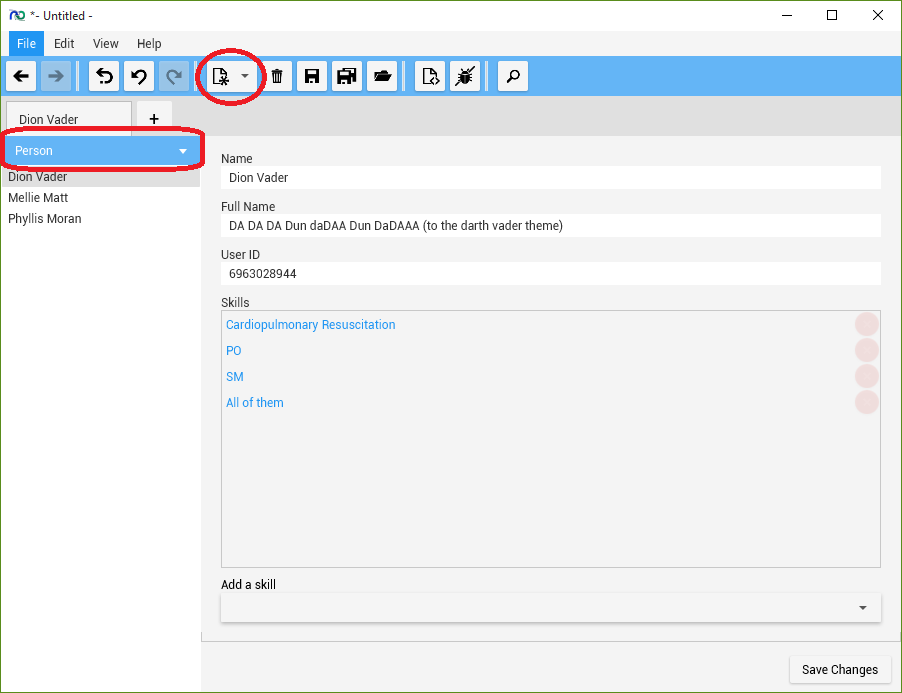 *- Untitled -
File Edit View Help
Dion Vader +
Person
Dion Vader
Mellie Matt
Phyllis Moran
Name
Dion Vader
Full Name
DA DA DA Dun daDAA Dun DaDAAA (to the darth vader theme)
User ID
6963028944
Skills
Cardiopulmonary Resuscitation
PO
SM
All of them
Add a skill
Save Changes